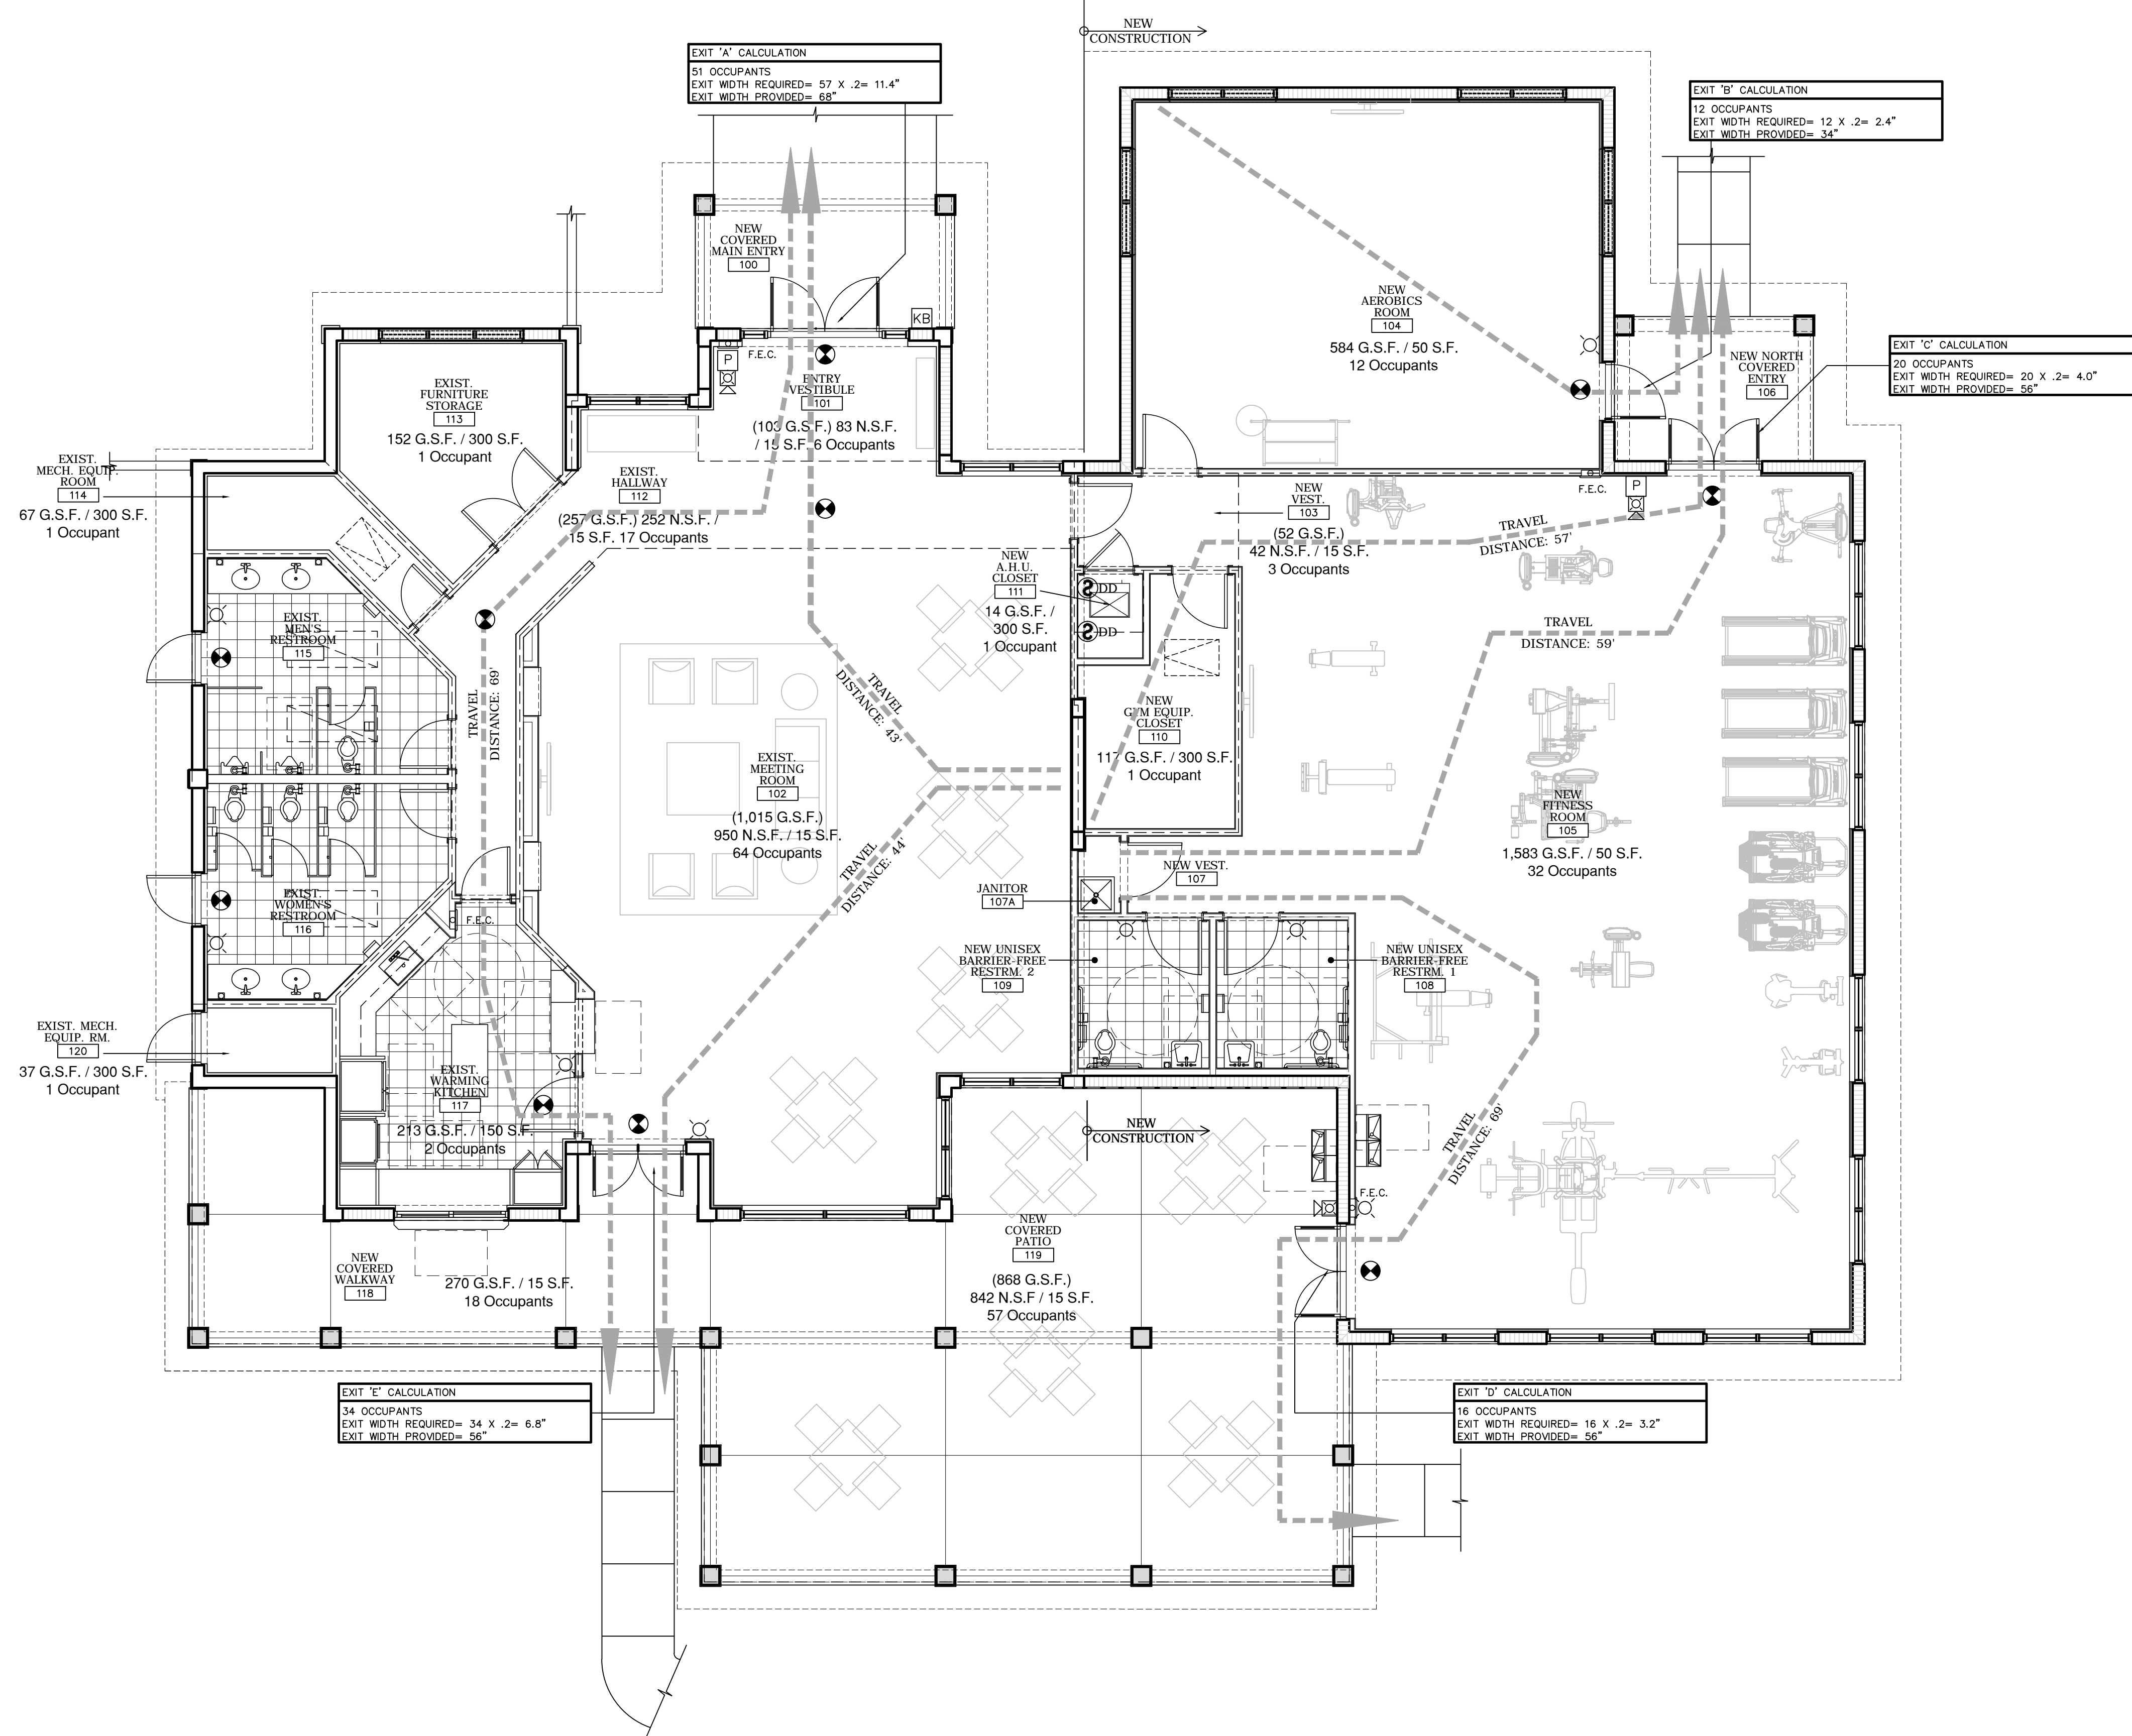 NEW
CONSTRUCTION
EXIT 'A' CALCULATION
51 OCCUPANTS
EXIT WIDTH REQUIRED= 57 X .2= 11.4"
EXIT WIDTH PROVIDED= 68"
EXIT 'B' CALCULATION
12 OCCUPANTS
EXIT WIDTH REQUIRED= 12 X .2= 2.4"
EXIT WIDTH PROVIDED= 34"
NEW
COVERED
MAIN ENTRY
100
KB
P
F.E.C.
NEW
AEROBICS
ROOM
104
584 G.S.F. / 50 S.F.
12 Occupants
NEW NORTH
COVERED
ENTRY
106
EXIT 'C' CALCULATION
20 OCCUPANTS
EXIT WIDTH REQUIRED= 20 X .2= 4.0"
EXIT WIDTH PROVIDED= 56"
EXIST.
FURNITURE
STORAGE
113
152 G.S.F. / 300 S.F.
1 Occupant
ENTRY
VESTIBULE
101
(103 G.S.F.) 83 N.S.F.
/ 15 S.F. 6 Occupants
EXIST.
MECH. EQUIP.
ROOM
114
67 G.S.F. / 300 S.F.
1 Occupant
EXIST.
HALLWAY
112
(257 G.S.F.) 252 N.S.F. /
15 S.F. 17 Occupants
NEW
VEST.
103
(52 G.S.F.)
42 N.S.F. / 15 S.F.
3 Occupants
F.E.C.
P
TRAVEL
DISTANCE: 57'
NEW
A.H.U.
CLOSET
111
14 G.S.F. /
300 S.F.
1 Occupant
S DD
S DD
EXIST.
MEN'S
RESTROOM
115
TRAVEL
DISTANCE: 59'
TRAVEL
DISTANCE: 69'
TRAVEL
DISTANCE: 43'
NEW
GYM EQUIP.
CLOSET
110
117 G.S.F. / 300 S.F.
1 Occupant
EXIST.
MEETING
ROOM
102
(1,015 G.S.F.)
950 N.S.F. / 15 S.F.
64 Occupants
NEW
FITNESS
ROOM
105
1,583 G.S.F. / 50 S.F.
32 Occupants
TRAVEL
DISTANCE: 44'
NEW VEST.
107
JANITOR
107A
EXIST.
WOMEN'S
RESTROOM
116
F.E.C.
NEW UNISEX
BARRIER-FREE
RESTRM. 2
109
NEW UNISEX
BARRIER-FREE
RESTRM. 1
108
EXIST. MECH.
EQUIP. RM.
120
37 G.S.F. / 300 S.F.
1 Occupant
EXIST.
WARMING
KITCHEN
117
213 G.S.F. / 150 S.F.
2 Occupants
NEW
CONSTRUCTION
TRAVEL
DISTANCE: 69'
F.E.C.
NEW
COVERED
WALKWAY
118
270 G.S.F. / 15 S.F.
18 Occupants
NEW
COVERED
PATIO
119
(868 G.S.F.)
842 N.S.F / 15 S.F.
57 Occupants
EXIT 'E' CALCULATION
34 OCCUPANTS
EXIT WIDTH REQUIRED= 34 X .2= 6.8"
EXIT WIDTH PROVIDED= 56"
EXIT 'D' CALCULATION
16 OCCUPANTS
EXIT WIDTH REQUIRED= 16 X .2= 3.2"
EXIT WIDTH PROVIDED= 56"